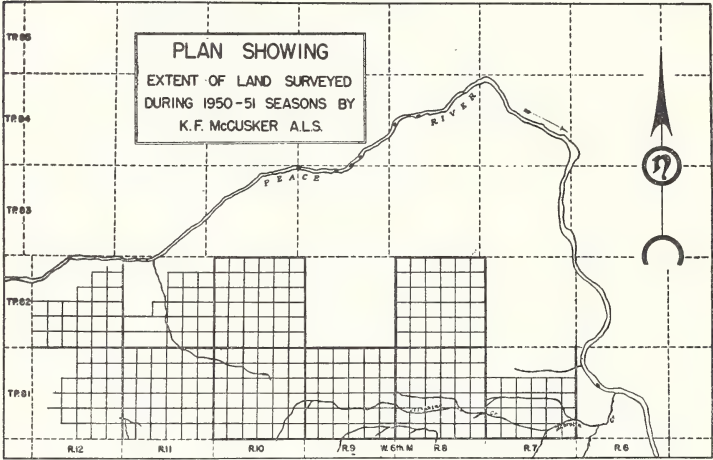 PLAN SHOWING
EXTENT OF LAND SURVEYED
DURING 1950-51 SEASONS BY
K. F. McCUSKER A.L.S.
TP. 85
TP. 84
TP. 83
TP. 82
TP. 81
PEACE
RIVER
R.12
R.11
R.10
R.9
W. 6th M
R.8
R.7
R.6